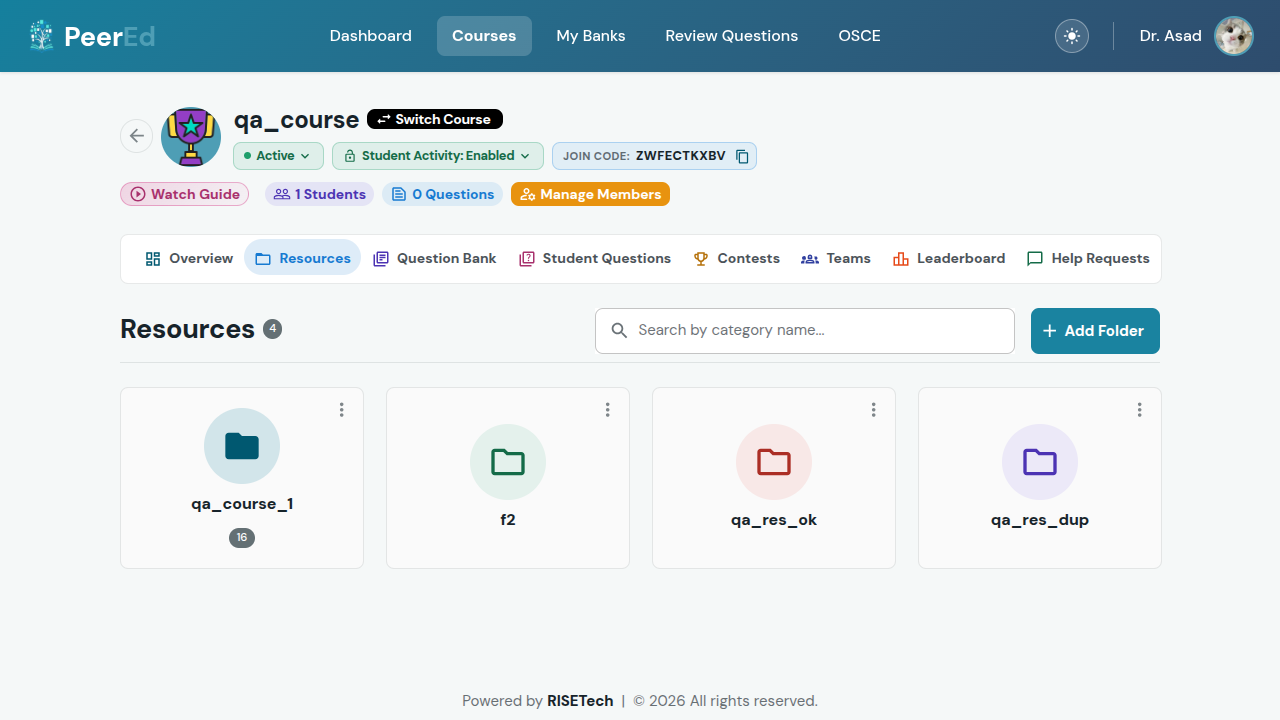 PeerEd
Dashboard
Courses
My Banks
Review Questions
OSCE
Dr. Asad
qa_course
Switch Course
Active
Student Activity: Enabled
JOIN CODE: ZWFECTKXBV
Watch Guide
1 Students
0 Questions
Manage Members
Overview
Resources
Question Bank
Student Questions
Contests
Teams
Leaderboard
Help Requests
Resources 4
Search by category name...
Add Folder
qa_course_1
16
f2
qa_res_ok
qa_res_dup
Powered by RISETech | © 2026 All rights reserved.